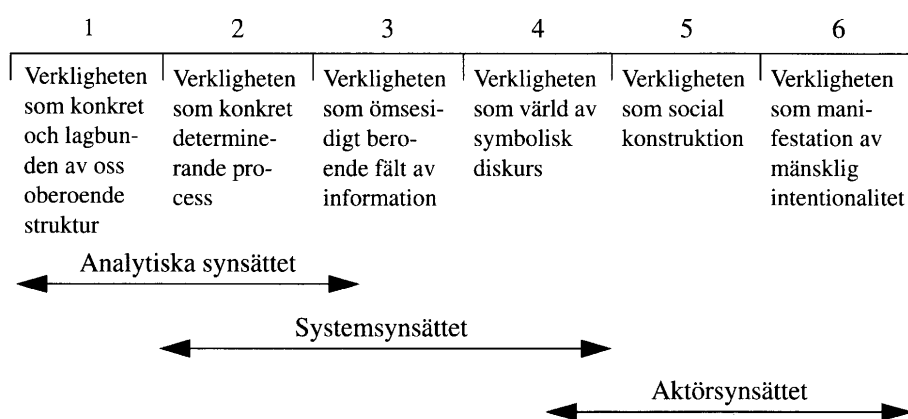 1 2 3 4 5 6
Verkligheten
som konkret
och lagbun-
den av oss
oberoende
struktur
Verkligheten
som konkret
determine-
rande pro-
cess
Verkligheten
som ömsesi-
digt bero-
ende fält av
information
Verkligheten
som värld av
symbolisk
diskurs
Verkligheten
som social
konstruktion
Verkligheten
som mani-
festation av
mänsklig
intentionalitet
Analytiska synsättet
Systemsynsättet
Aktörsynsättet